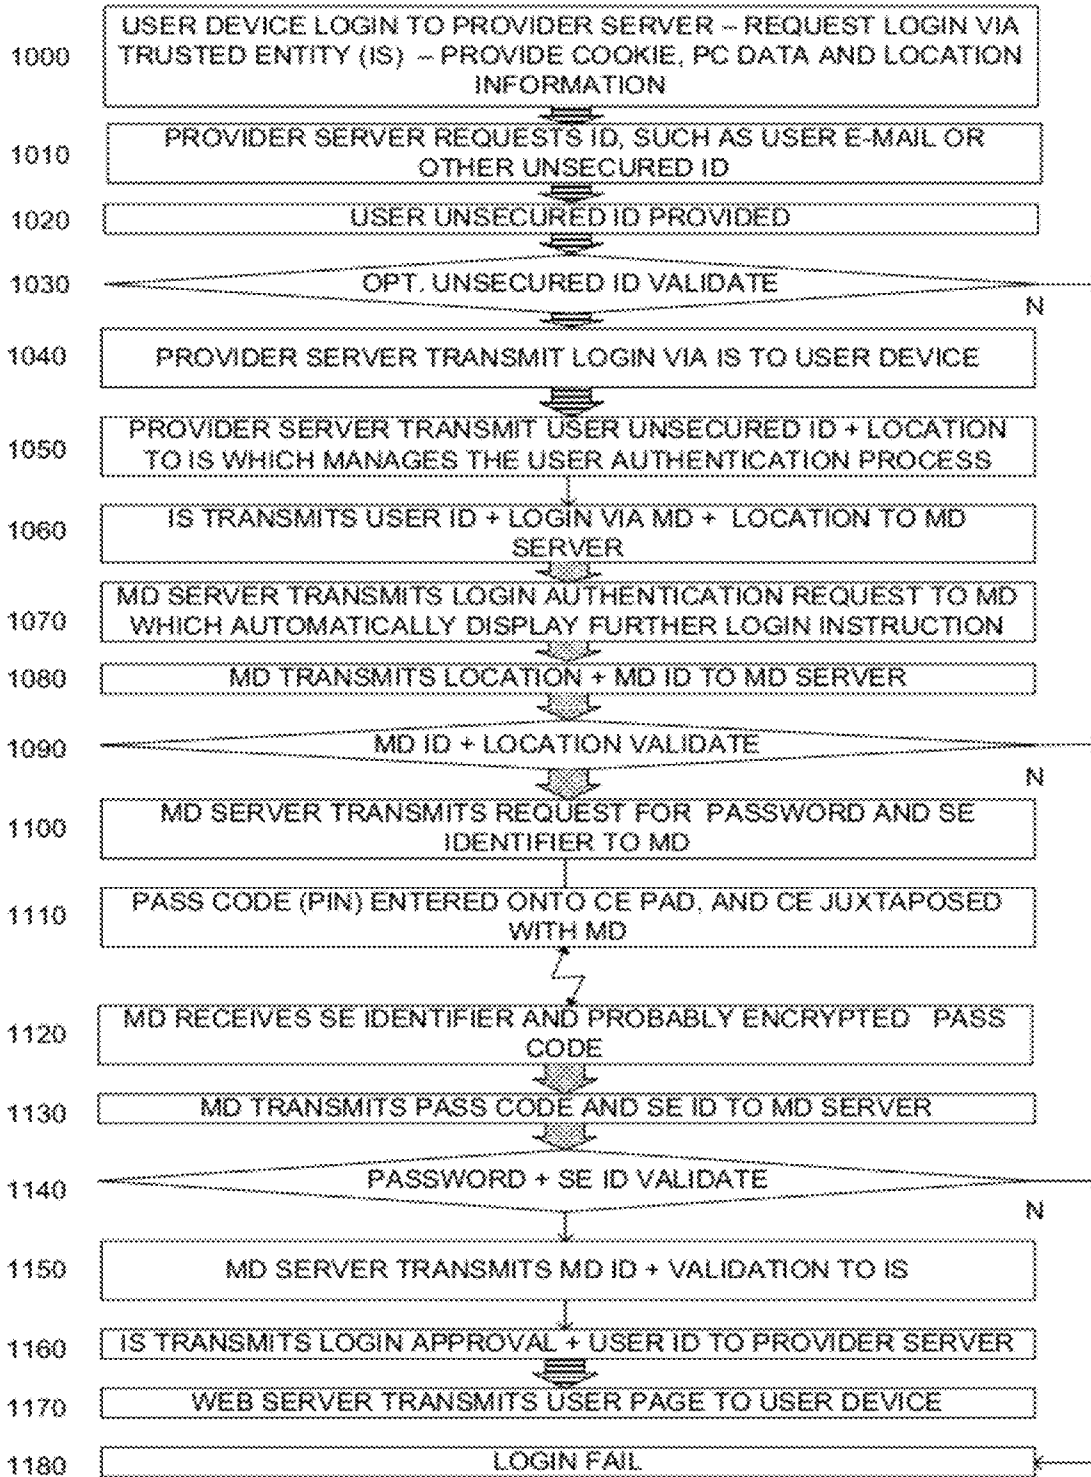 1000
USER DEVICE LOGIN TO PROVIDER SERVER – REQUEST LOGIN VIA
TRUSTED ENTITY (IS) – PROVIDE COOKIE, PC DATA AND LOCATION
INFORMATION
1010
PROVIDER SERVER REQUESTS ID, SUCH AS USER E-MAIL OR
OTHER UNSECURED ID
1020
USER UNSECURED ID PROVIDED
1030
OPT. UNSECURED ID VALIDATE
N
1040
PROVIDER SERVER TRANSMIT LOGIN VIA IS TO USER DEVICE
1050
PROVIDER SERVER TRANSMIT USER UNSECURED ID + LOCATION
TO IS WHICH MANAGES THE USER AUTHENTICATION PROCESS
1060
IS TRANSMITS USER ID + LOGIN VIA MD + LOCATION TO MD
SERVER
1070
MD SERVER TRANSMITS LOGIN AUTHENTICATION REQUEST TO MD
WHICH AUTOMATICALLY DISPLAY FURTHER LOGIN INSTRUCTION
1080
MD TRANSMITS LOCATION + MD ID TO MD SERVER
1090
MD ID + LOCATION VALIDATE
N
1100
MD SERVER TRANSMITS REQUEST FOR PASSWORD AND SE
IDENTIFIER TO MD
1110
PASS CODE (PIN) ENTERED ONTO CE PAD, AND CE JUXTAPOSED
WITH MD
1120
MD RECEIVES SE IDENTIFIER AND PROBABLY ENCRYPTED PASS
CODE
1130
MD TRANSMITS PASS CODE AND SE ID TO MD SERVER
1140
PASSWORD + SE ID VALIDATE
N
1150
MD SERVER TRANSMITS MD ID + VALIDATION TO IS
1160
IS TRANSMITS LOGIN APPROVAL + USER ID TO PROVIDER SERVER
1170
WEB SERVER TRANSMITS USER PAGE TO USER DEVICE
1180
LOGIN FAIL